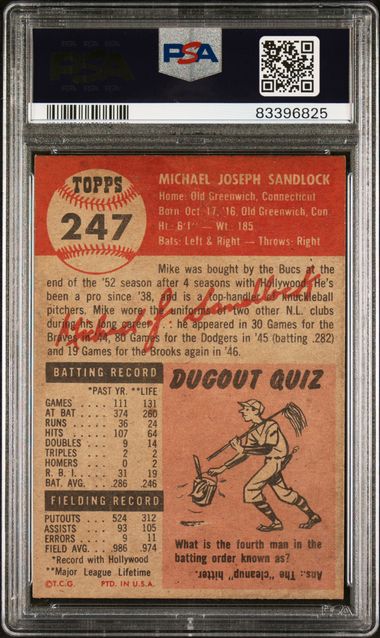 PSA
PSA
83396825
TOPPS
247
MICHAEL JOSEPH SANDLOCK
Home: Old Greenwich, Connecticut
Born: Oct. 17, '16, Old Greenwich, Con
Ht.: 6'1" — Wt.: 185
Bats: Left & Right — Throws: Right
Mike was bought by the Bucs at the
end of the '52 season after 4 seasons with Hollywood. He's
been a pro since '38, and is a top-handler of knuckleball
pitchers. Mike wore the uniforms of two other N.L. clubs
during his long career: he appeared in 30 Games for the
Braves in '44, 80 Games for the Dodgers in '45 (batting .282)
and 19 Games for the Brooks again in '46.
Michael J. Sandlock
BATTING RECORD
*PAST YR. **LIFE
GAMES . . . 111 131
AT BAT . . . 374 280
RUNS . . . 36 24
HITS . . . 107 64
DOUBLES . . . 9 14
TRIPLES . . . 2 2
HOMERS . . . 0 2
R. B. I. . . . 31 19
BAT. AVG. . . . .286 .246
FIELDING RECORD
PUTOUTS . . . 524 312
ASSISTS . . . 93 105
ERRORS . . . 9 11
FIELD AVG. . . .986 .974
*Record with Hollywood
**Major League Lifetime
©T.C.G. PTD. IN U.S.A.
DUGOUT QUIZ
What is the fourth man in the
batting order known as?
Ans.: The "cleanup" hitter.